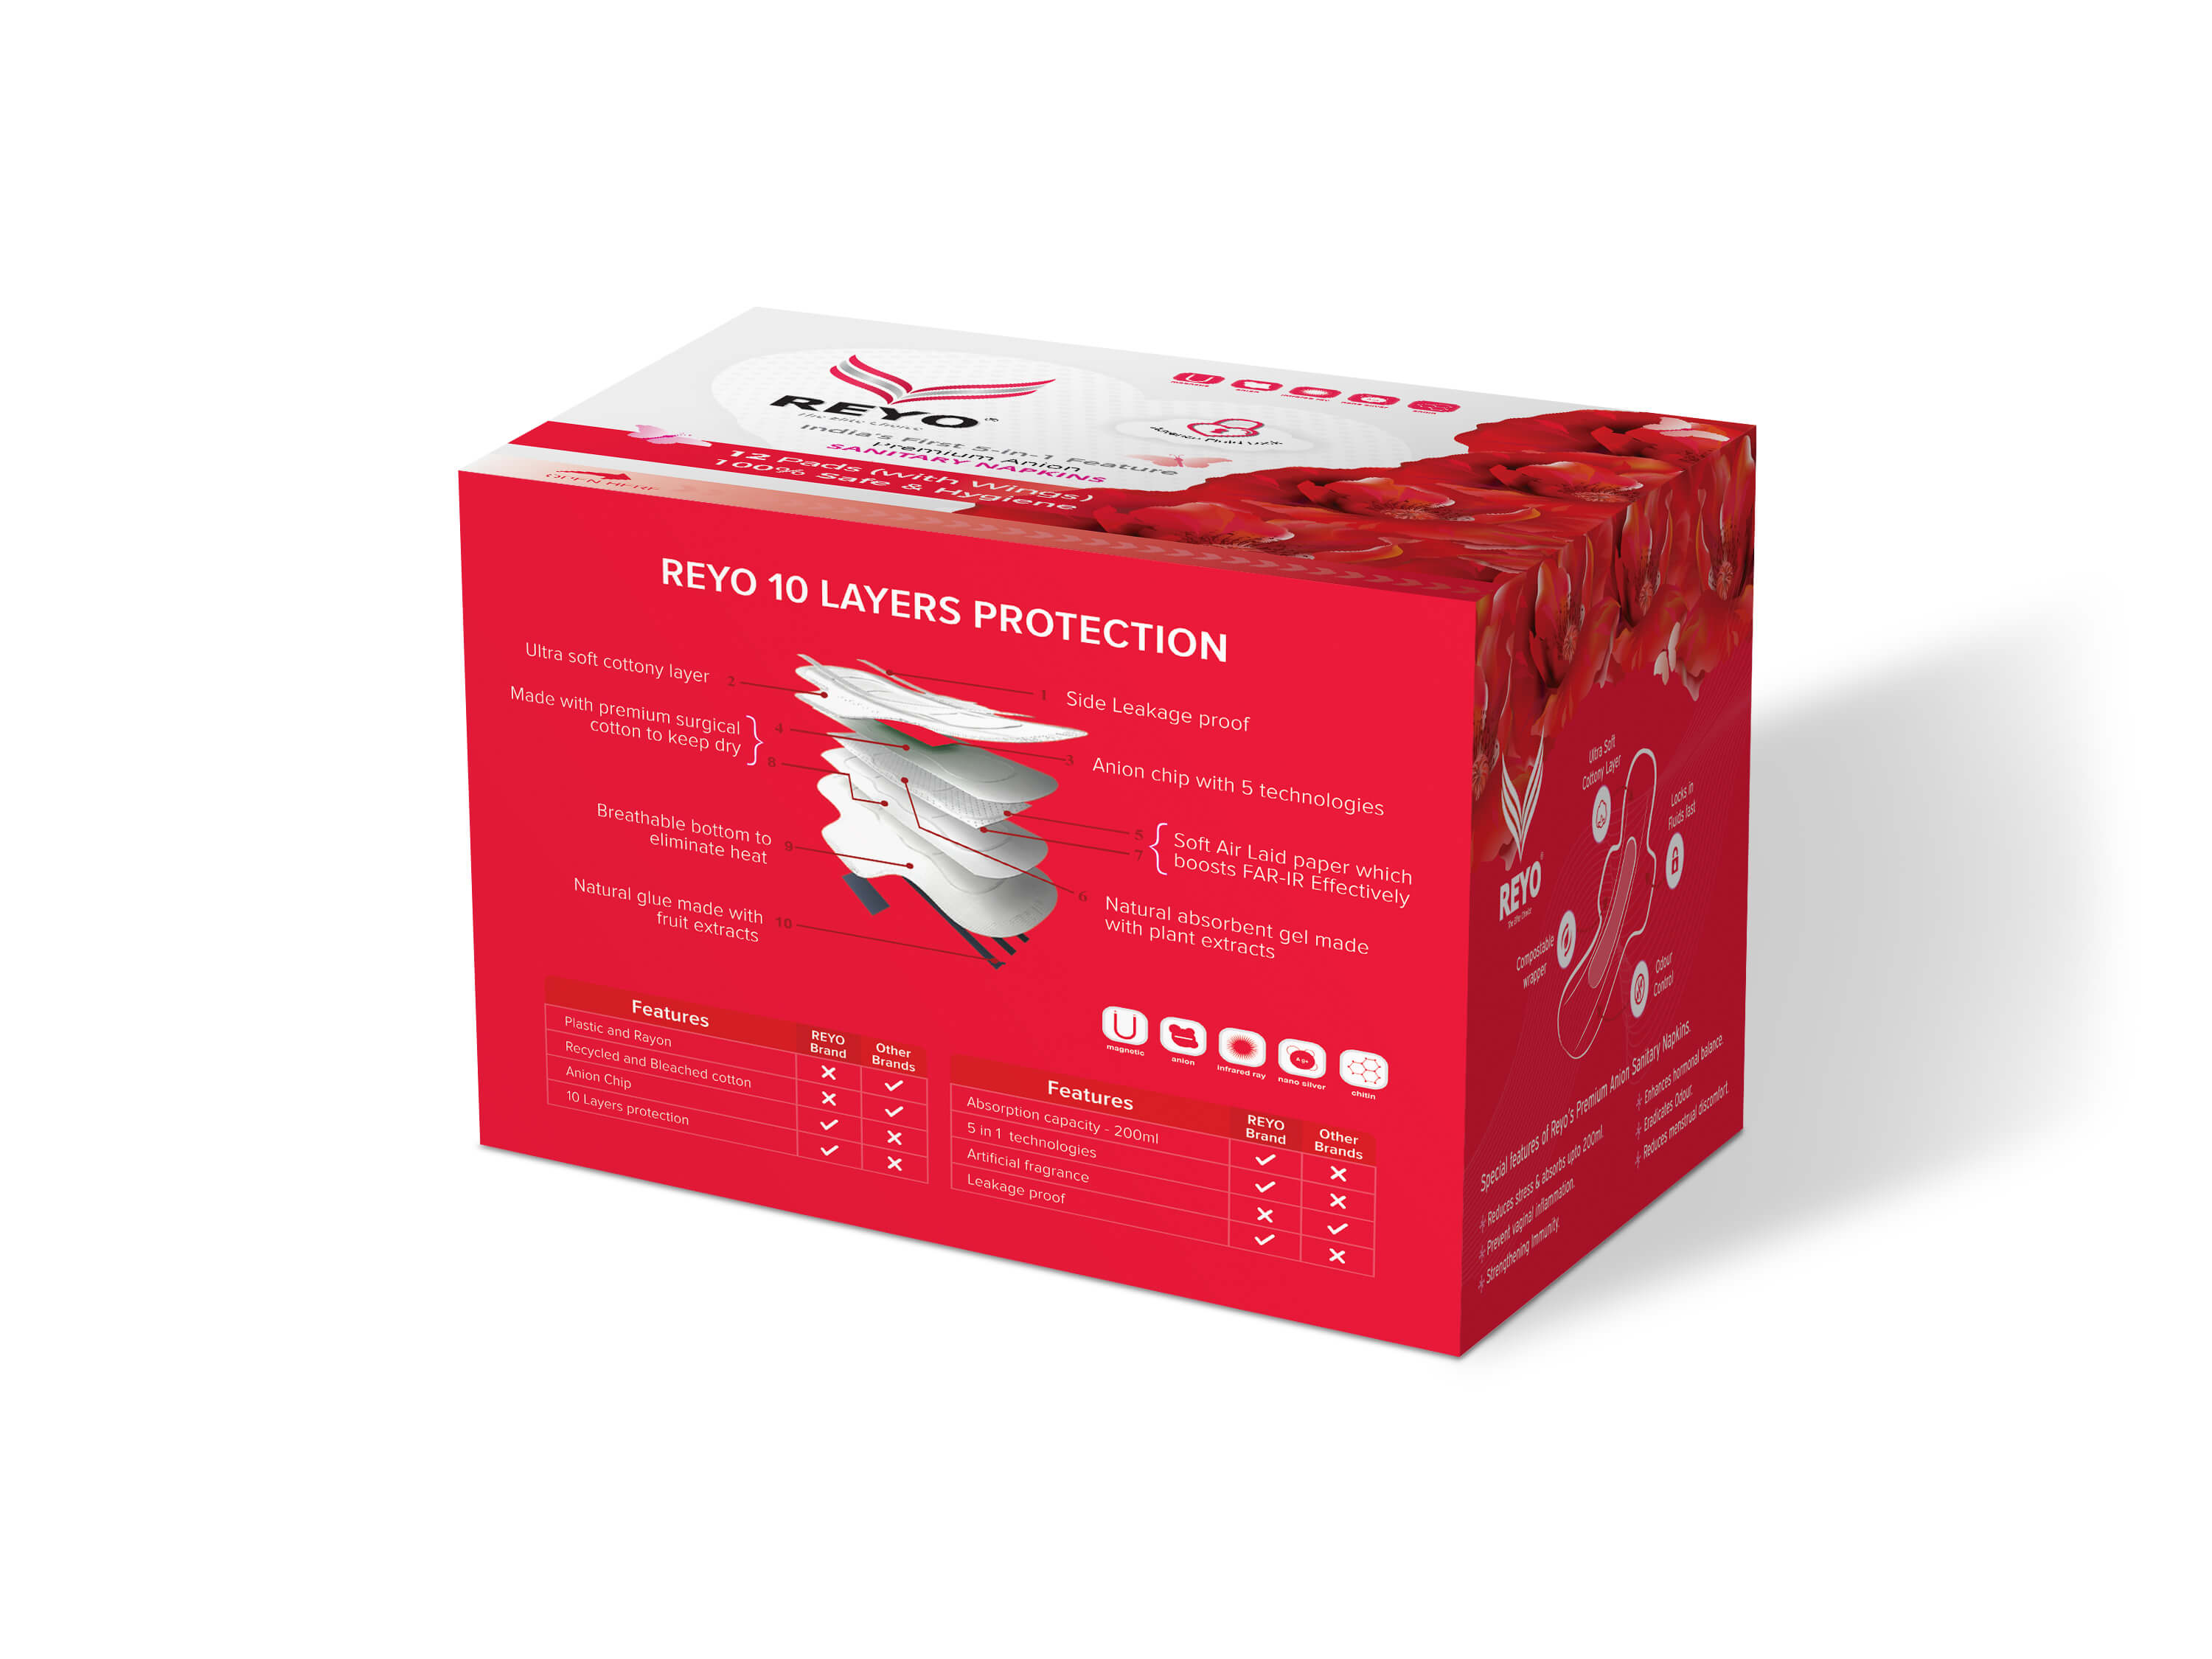 REYO®
The Elite Choice
India's First 5-in-1 Feature
Premium Anion
SANITARY NAPKINS
12 Pads (with Wings)
100% Safe & Hygiene
OPEN HERE
REYO 10 LAYERS PROTECTION
Ultra soft cottony layer
2
1
Side Leakage proof
Made with premium surgical
cotton to keep dry
4
8
3
Anion chip with 5 technologies
Breathable bottom to
eliminate heat
9
5
7
Soft Air Laid paper which
boosts FAR-IR Effectively
Natural glue made with
fruit extracts
10
6
Natural absorbent gel made
with plant extracts
magnetic
anion
infrared ray
nano silver
chitin
A g+
Features
REYO
Brand
Other
Brands
Plastic and Rayon
Recycled and Bleached cotton
Anion Chip
10 Layers protection
Features
REYO
Brand
Other
Brands
Absorption capacity - 200ml
5 in 1 technologies
Artificial fragrance
Leakage proof
REYO®
The Elite Choice
Ultra Soft
Cottony Layer
Locks in
Fluids fast
Compostable
wrapper
Odour
Control
Special features of Reyo's Premium Anion Sanitary Napkins.
Reduces stress & absorbs upto 200ml.
Prevent vaginal inflammation.
Strengthening Immunity.
Enhances hormonal balance.
Eradicates Odour.
Reduces menstrual discomfort.